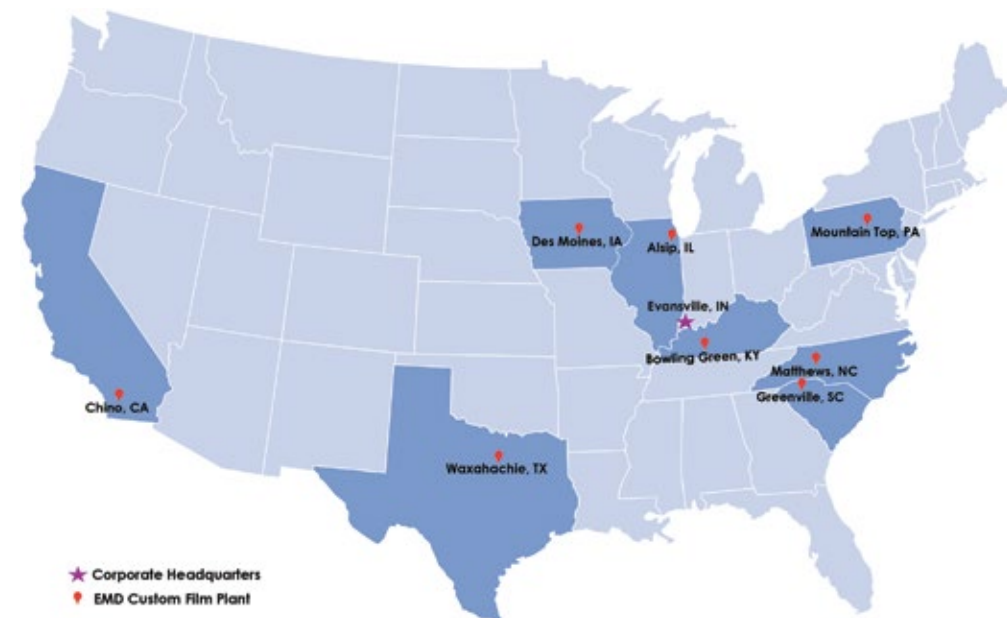 Des Moines, IA
Alsip, IL
Mountain Top, PA
Evansville, IN
Bowling Green, KY
Matthews, NC
Greenville, SC
Chino, CA
Waxahachie, TX
Corporate Headquarters
EMD Custom Film Plant